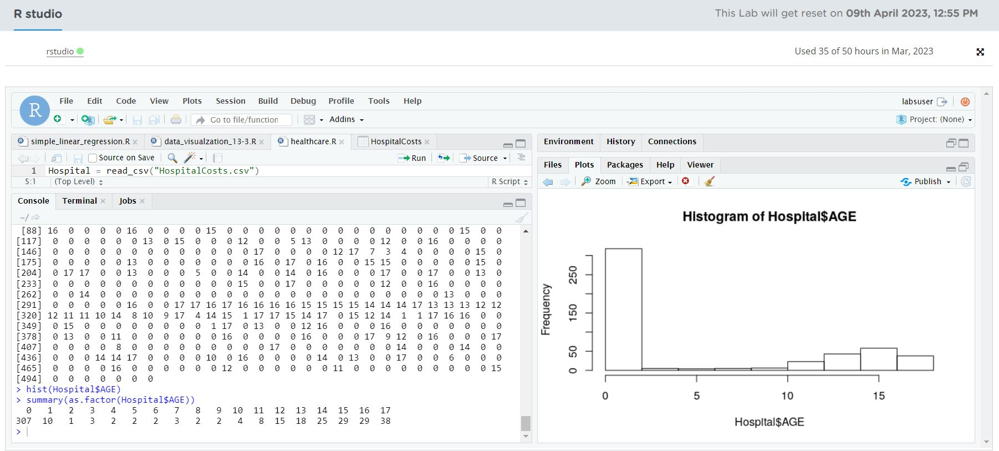 R studio
This Lab will get reset on 09th April 2023, 12:55 PM
rstudio
Used 35 of 50 hours in Mar, 2023
R
File Edit Code View Plots Session Build Debug Profile Tools Help
labsuser
Go to file/function
Addins
Project: (None)
simple_linear_regression.R
data_visualzation_13-3.R
healthcare.R
HospitalCosts
Source on Save
Run
Source
1 Hospital = read_csv("HospitalCosts.csv")
5:1 (Top Level)
R Script
Console Terminal Jobs
~/
[88] 16 0 0 0 0 16 0 0 0 0 15 0 0 0 0 0 0 0 0 0 0 0 0 0 0 0 15 0 0
[117] 0 0 0 0 0 0 13 0 15 0 0 0 12 0 0 5 13 0 0 0 0 12 0 0 16 0 0 0 0
[146] 0 0 0 0 0 0 0 0 0 0 0 0 0 17 0 0 0 0 12 17 7 3 4 0 0 0 0 15 0
[175] 0 0 0 0 0 13 0 0 0 0 0 0 0 16 0 17 0 16 0 0 15 15 0 0 0 0 0 15 0
[204] 0 17 17 0 0 13 0 0 0 5 0 0 14 0 0 14 0 16 0 0 0 17 0 0 17 0 0 13 0
[233] 0 0 0 0 0 0 0 0 0 0 0 0 15 0 0 17 0 0 0 0 0 12 0 0 16 0 0 0 0
[262] 0 0 14 0 0 0 0 0 0 0 0 0 0 0 0 0 0 0 0 0 0 0 0 0 0 13 0 0 0
[291] 0 0 0 0 0 16 0 0 17 17 16 17 16 16 16 16 15 15 15 15 14 14 14 17 13 13 13 12 12
[320] 12 11 11 10 14 8 10 9 17 4 14 15 1 17 17 15 14 17 0 15 12 14 1 1 17 16 16 0 0
[349] 0 15 0 0 0 0 0 0 0 0 1 17 0 13 0 0 12 16 0 0 0 16 0 0 0 0 0 0 0
[378] 0 13 0 0 11 0 0 0 0 0 0 16 0 0 0 0 16 0 0 0 17 9 12 0 16 0 0 0 17
[407] 0 0 0 0 8 0 0 0 0 0 0 0 0 0 17 0 0 0 0 0 0 0 14 0 0 0 14 0 0
[436] 0 0 0 14 14 17 0 0 0 0 10 0 16 0 0 0 0 14 0 13 0 0 17 0 0 6 0 0 0
[465] 0 0 0 0 16 0 0 0 0 0 0 12 0 0 0 0 0 0 11 0 0 0 0 0 0 0 0 0 15
[494] 0 0 0 0 0 0 0
> hist(Hospital$AGE)
> summary(as.factor(Hospital$AGE))
0 1 2 3 4 5 6 7 8 9 10 11 12 13 14 15 16 17
307 10 1 3 2 2 2 3 2 2 4 8 15 18 25 29 29 38
>
Environment History Connections
Files Plots Packages Help Viewer
Zoom Export
Publish
Histogram of Hospital$AGE
Frequency
250
150
50
0
0 5 10 15
Hospital$AGE